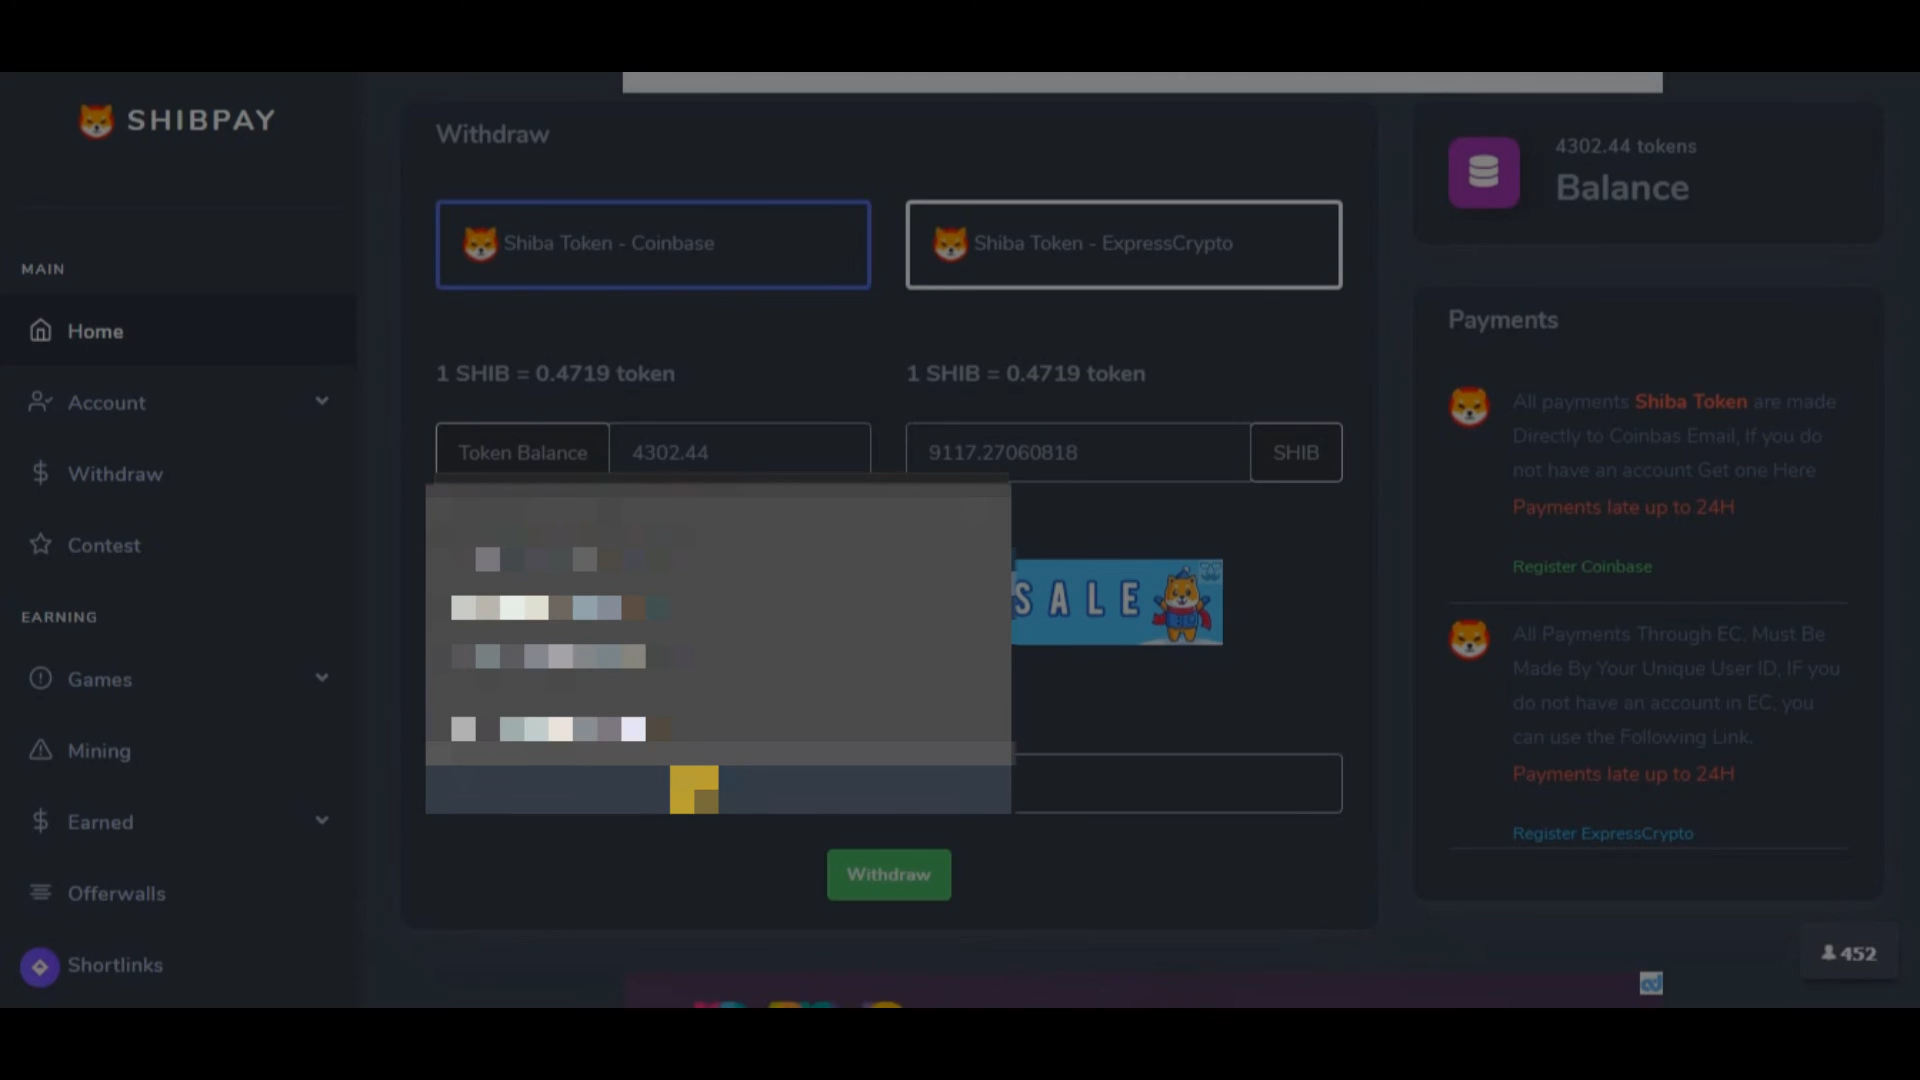 SHIBPAY
MAIN
Home
Account
Withdraw
Contest
EARNING
Games
Mining
Earned
Offerwalls
Shortlinks
Withdraw
Shiba Token - Coinbase
Shiba Token - ExpressCrypto
1 SHIB = 0.4719 token
1 SHIB = 0.4719 token
Token Balance 4302.44
9117.27060818 SHIB
SALE
Withdraw
4302.44 tokens
Balance
Payments
All payments Shiba Token are made
Directly to Coinbas Email, If you do
not have an account Get one Here
Payments late up to 24H
Register Coinbase
All Payments Through EC, Must Be
Made By Your Unique User ID, IF you
do not have an account in EC, you
can use the Following Link.
Payments late up to 24H
Register ExpressCrypto
452